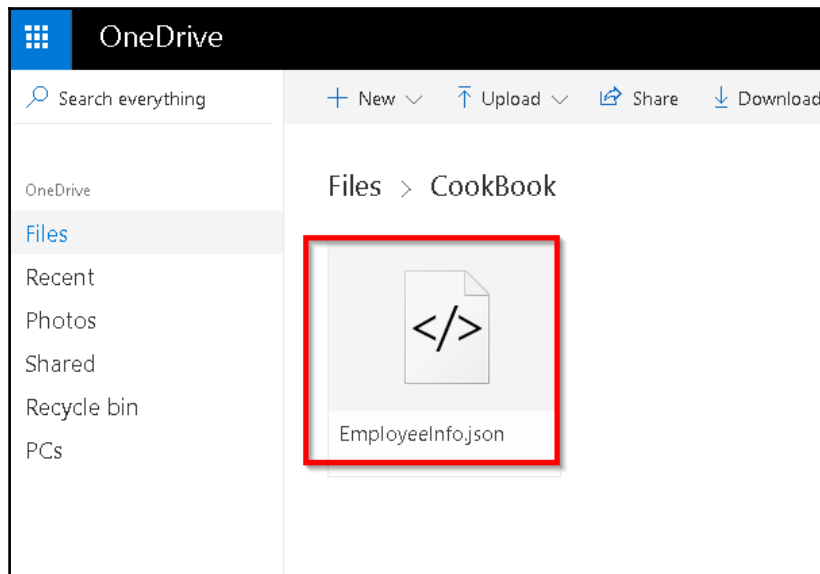 OneDrive
Search everything
New Upload Share Download
OneDrive
Files
Recent
Photos
Shared
Recycle bin
PCs
Files > CookBook
</>
EmployeeInfo.json